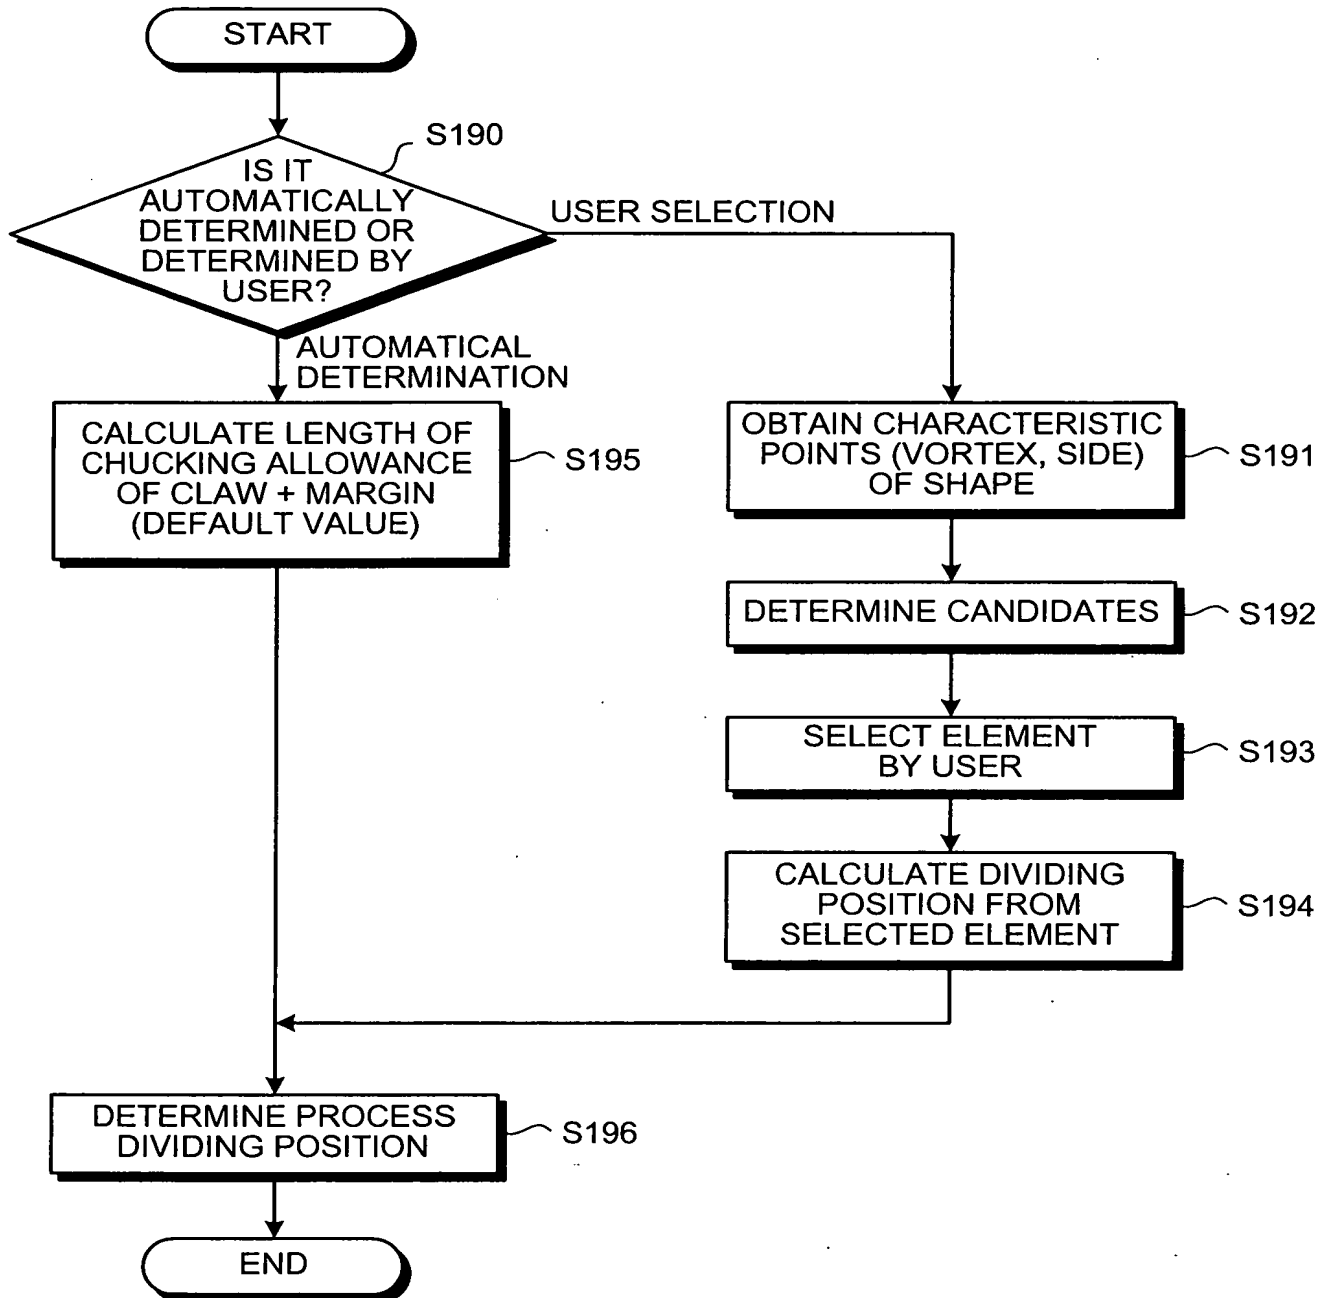 START
S190
IS IT
AUTOMATICALLY
DETERMINED OR
DETERMINED BY
USER?
USER SELECTION
AUTOMATICAL
DETERMINATION
CALCULATE LENGTH OF
CHUCKING ALLOWANCE
OF CLAW + MARGIN
(DEFAULT VALUE)
S195
OBTAIN CHARACTERISTIC
POINTS (VORTEX, SIDE)
OF SHAPE
S191
DETERMINE CANDIDATES
S192
SELECT ELEMENT
BY USER
S193
CALCULATE DIVIDING
POSITION FROM
SELECTED ELEMENT
S194
DETERMINE PROCESS
DIVIDING POSITION
S196
END